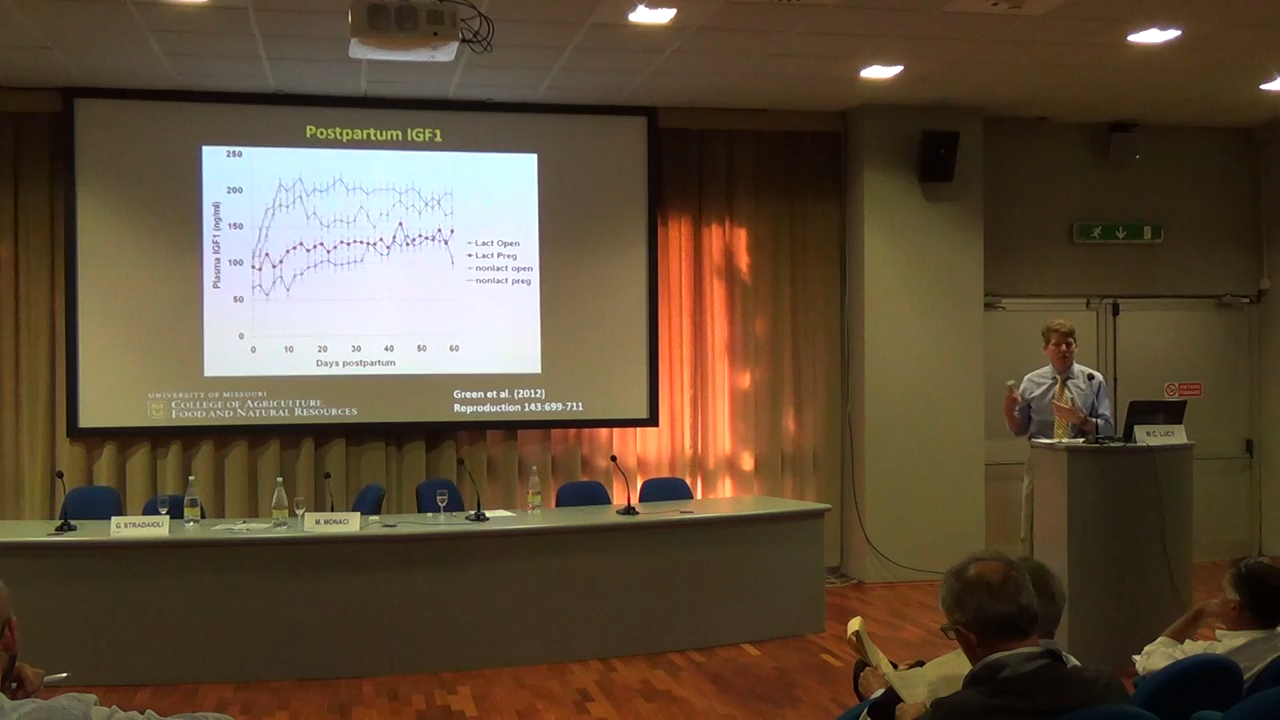 Postpartum IGF1
250
200
150
100
50
0
Plasma IGF1 (ng/ml)
0 10 20 30 40 50 60
Days postpartum
Lact Open
Lact Preg
nonlact open
nonlact preg
UNIVERSITY OF MISSOURI
COLLEGE OF AGRICULTURE,
FOOD AND NATURAL RESOURCES
Green et al. (2012)
Reproduction 143:699-711
G. STRADAIOLI
M. MONACI
M.C. LUCY